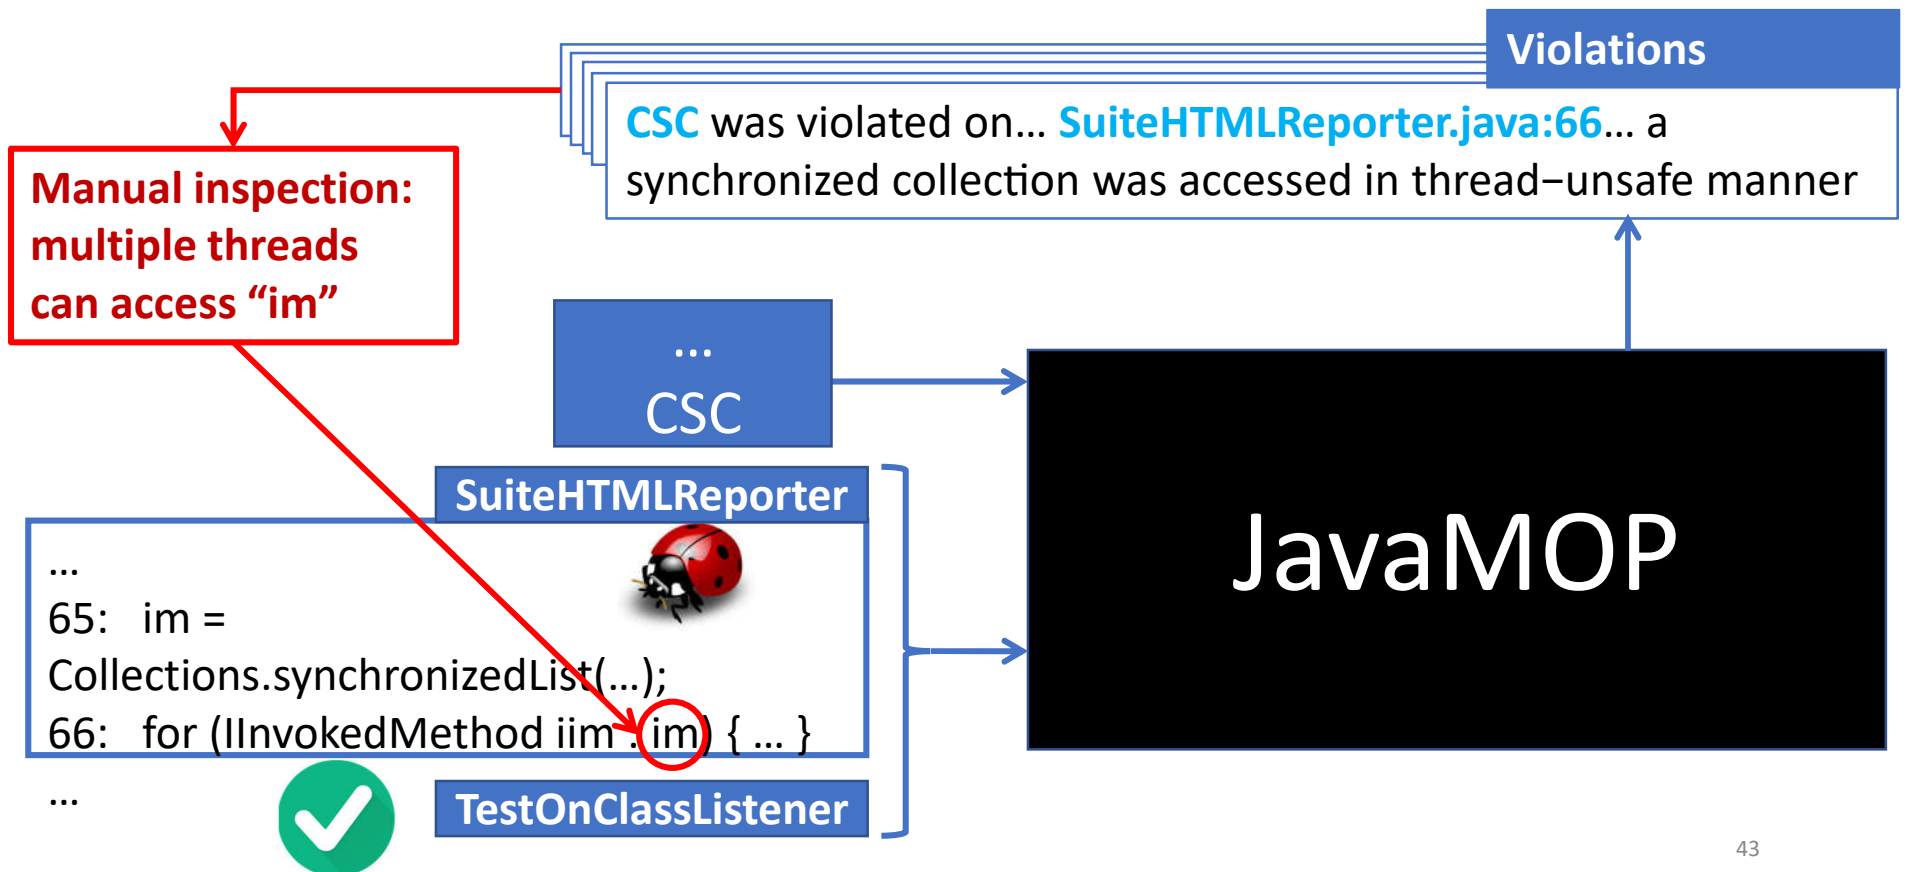 Violations
CSC was violated on... SuiteHTMLReporter.java:66... a
synchronized collection was accessed in thread–unsafe manner
Manual inspection:
multiple threads
can access “im”
...
CSC
JavaMOP
SuiteHTMLReporter
...
65: im =
Collections.synchronizedList(...);
66: for (IInvokedMethod iim : im) { ... }
...
TestOnClassListener
43